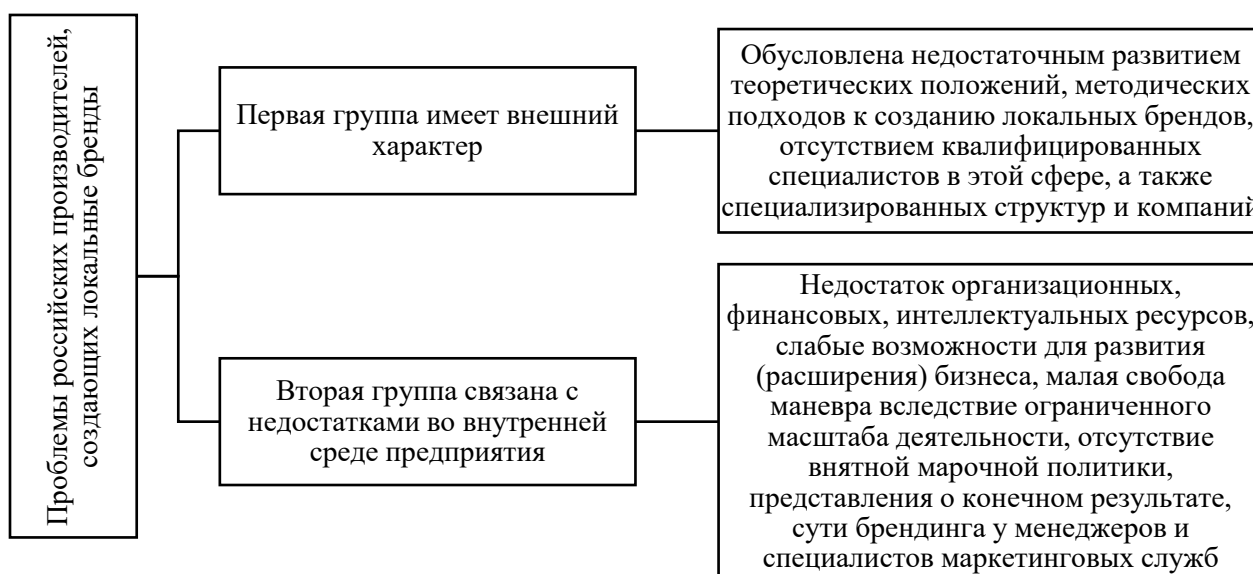 Проблемы российских производителей,
создающих локальные бренды
Первая группа имеет внешний
характер
Обусловлена недостаточным развитием
теоретических положений, методических
подходов к созданию локальных брендов,
отсутствием квалифицированных
специалистов в этой сфере, а также
специализированных структур и компаний
Вторая группа связана с
недостатками во внутренней
среде предприятия
Недостаток организационных,
финансовых, интеллектуальных ресурсов,
слабые возможности для развития
(расширения) бизнеса, малая свобода
маневра вследствие ограниченного
масштаба деятельности, отсутствие
внятной марочной политики,
представления о конечном результате,
сути брендинга у менеджеров и
специалистов маркетинговых служб